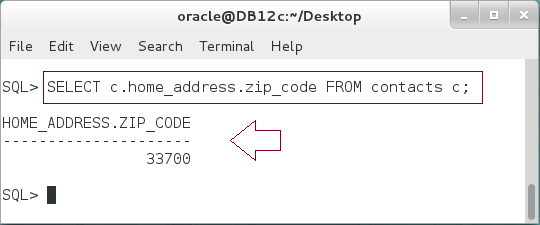 oracle@DB12c:~/Desktop
File Edit View Search Terminal Help
SQL> SELECT c.home_address.zip_code FROM contacts c;
HOME_ADDRESS.ZIP_CODE
---------------------
33700
SQL>